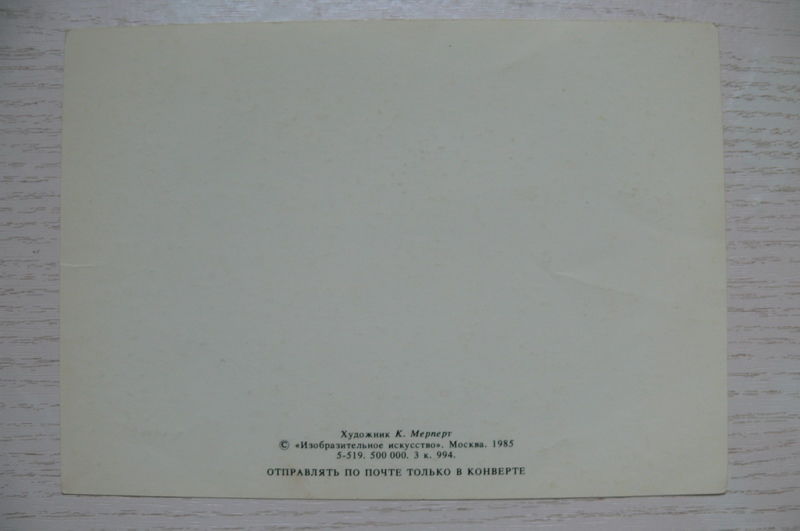 Художник К. Мерперт
© «Изобразительное искусство». Москва. 1985
5-519. 500 000. 3 к. 994.
ОТПРАВЛЯТЬ ПО ПОЧТЕ ТОЛЬКО В КОНВЕРТЕ